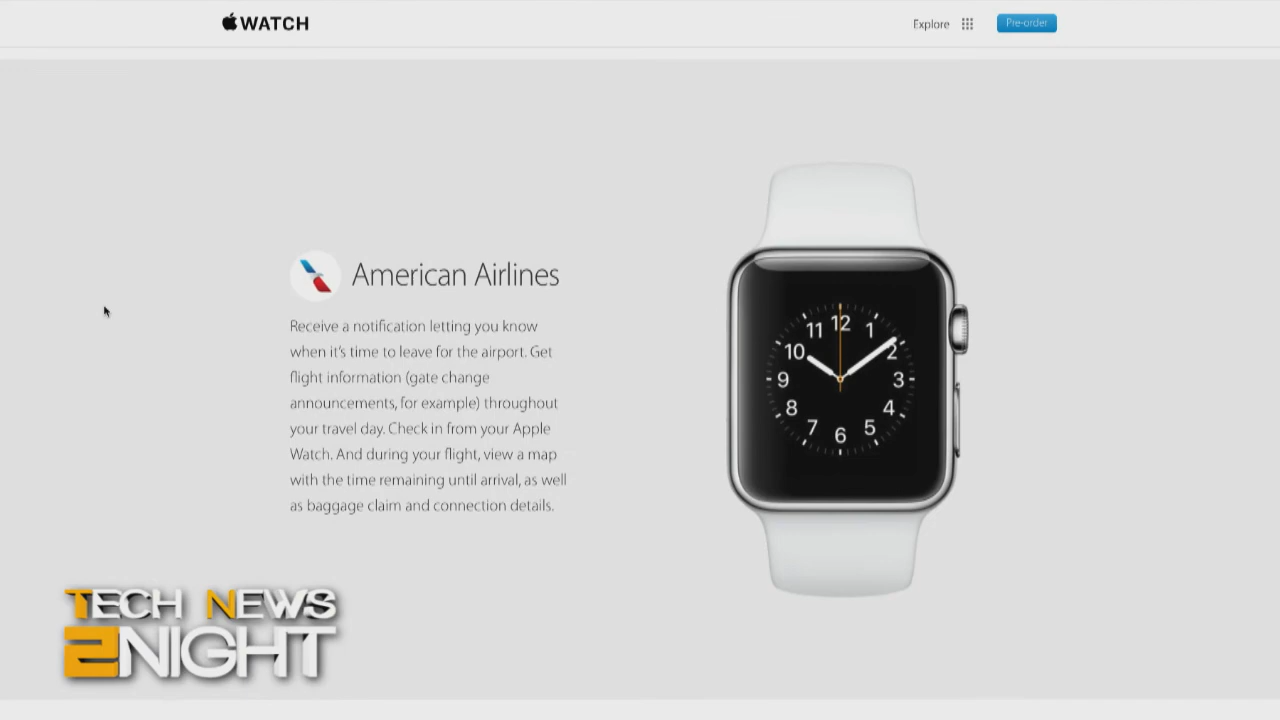 WATCH
Explore
Pre-order
American Airlines
Receive a notification letting you know
when it's time to leave for the airport. Get
flight information (gate change
announcements, for example) throughout
your travel day. Check in from your Apple
Watch. And during your flight, view a map
with the time remaining until arrival, as well
as baggage claim and connection details.
12
11 1
10 2
9 3
8 4
7 5
6
TECH NEWS
2NIGHT